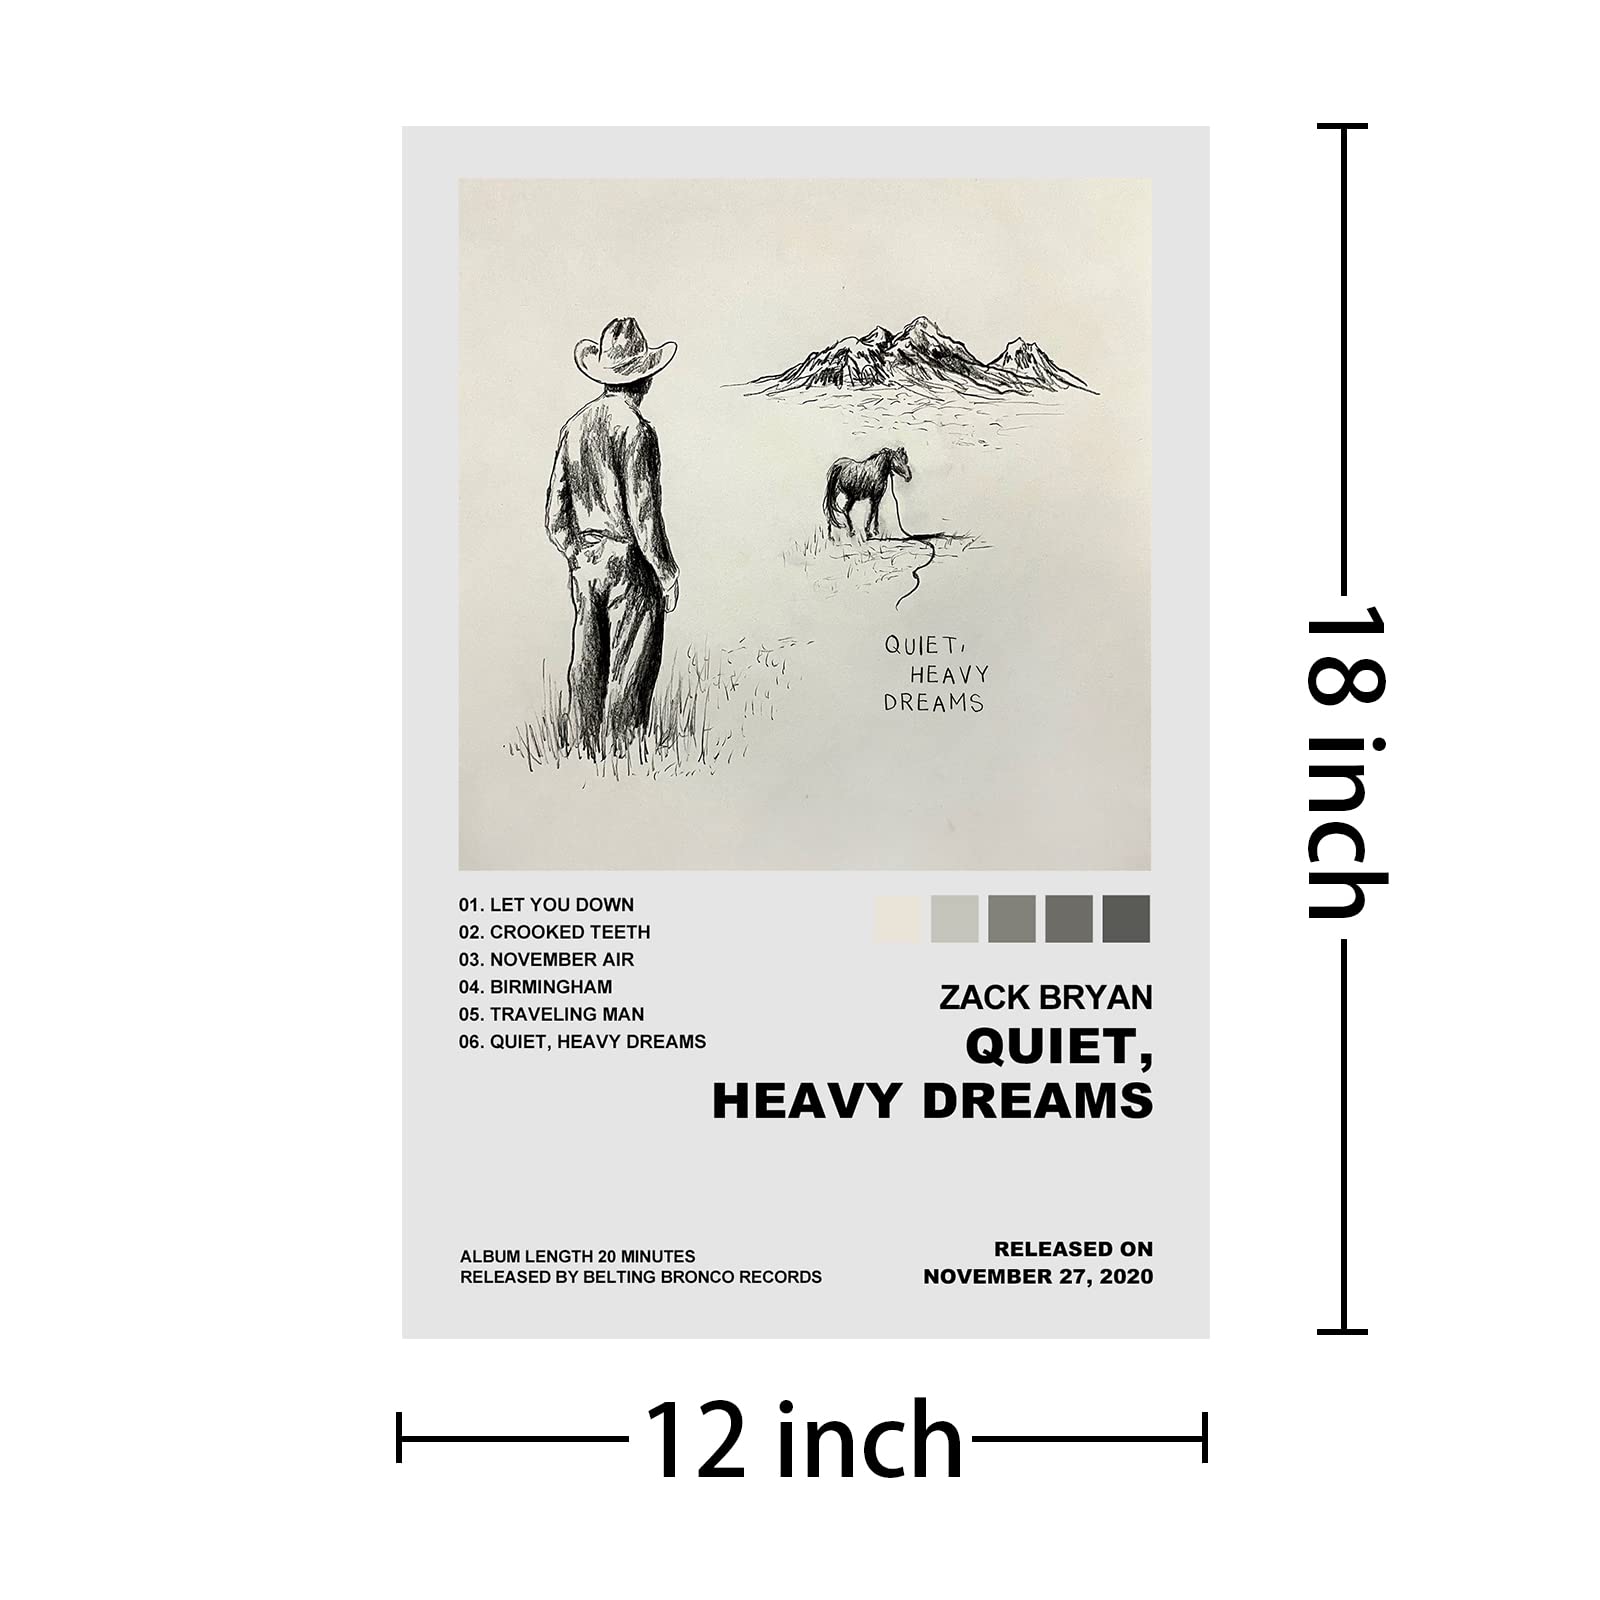 QUIET,
HEAVY
DREAMS
01. LET YOU DOWN
02. CROOKED TEETH
03. NOVEMBER AIR
04. BIRMINGHAM
05. TRAVELING MAN
06. QUIET, HEAVY DREAMS
ZACK BRYAN
QUIET,
HEAVY DREAMS
ALBUM LENGTH 20 MINUTES
RELEASED BY BELTING BRONCO RECORDS
RELEASED ON
NOVEMBER 27, 2020
18 inch
12 inch